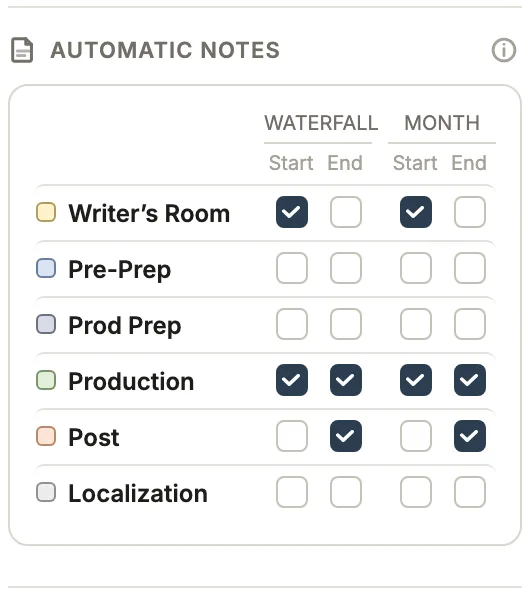 AUTOMATIC NOTES
WATERFALL MONTH
Start End Start End
Writer’s Room
Pre-Prep
Prod Prep
Production
Post
Localization